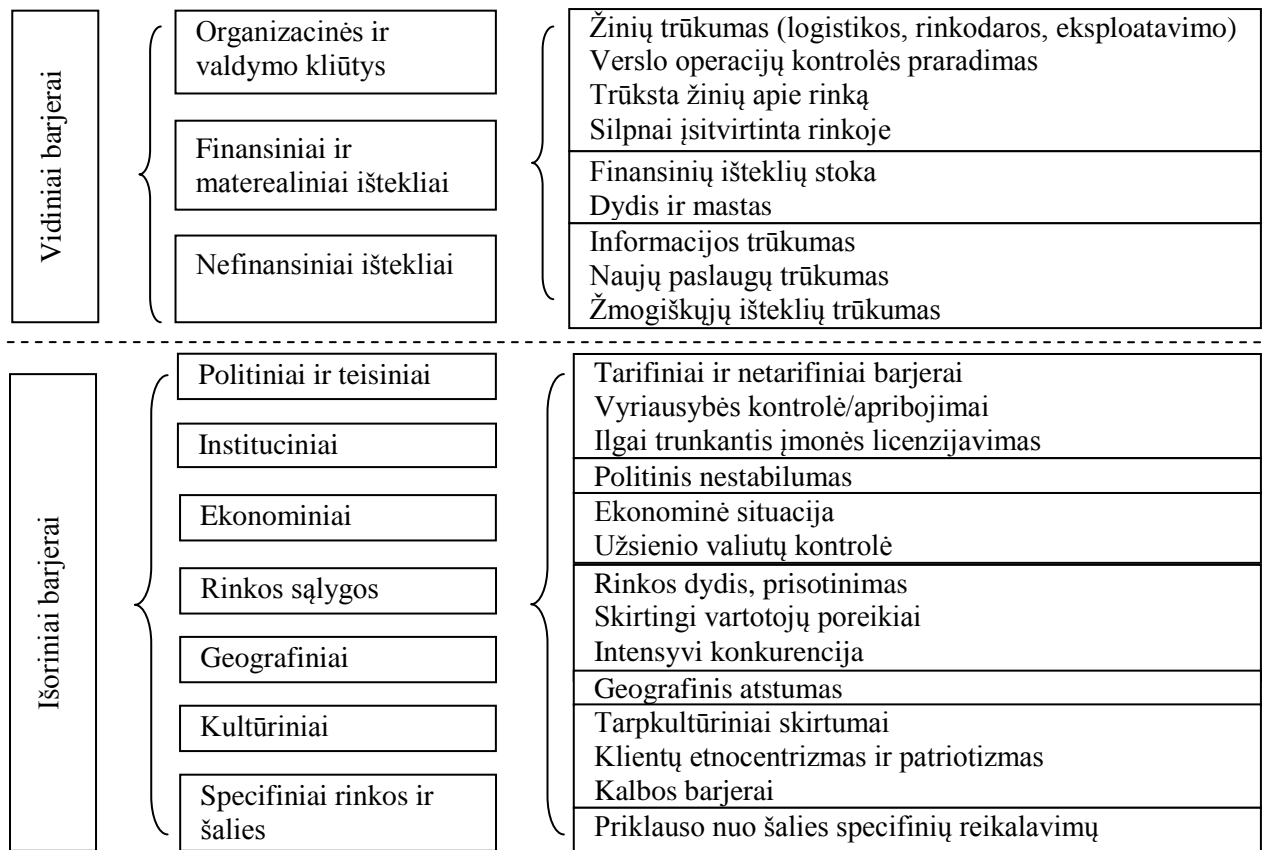 Vidiniai barjerai
Organizacinės ir
valdymo kliūtys
Finansiniai ir
materealiniai ištekliai
Nefinansiniai ištekliai
Žinių trūkumas (logistikos, rinkodaros, eksploatavimo)
Verslo operacijų kontrolės praradimas
Trūksta žinių apie rinką
Silpnai įsitvirtinta rinkoje
Finansinių išteklių stoka
Dydis ir mastas
Informacijos trūkumas
Naujų paslaugų trūkumas
Žmogiškųjų išteklių trūkumas
Išoriniai barjerai
Politiniai ir teisiniai
Instituciniai
Ekonominiai
Rinkos sąlygos
Geografiniai
Kultūriniai
Specifiniai rinkos ir
šalies
Tarifiniai ir netarifiniai barjerai
Vyriausybės kontrolė/apribojimai
Ilgai trunkantis įmonės licenzijavimas
Politinis nestabilumas
Ekonominė situacija
Užsienio valiutų kontrolė
Rinkos dydis, prisotinimas
Skirtingi vartotojų poreikiai
Intensyvi konkurencija
Geografinis atstumas
Tarpkultūriniai skirtumai
Klientų etnocentrizmas ir patriotizmas
Kalbos barjerai
Priklauso nuo šalies specifinių reikalavimų